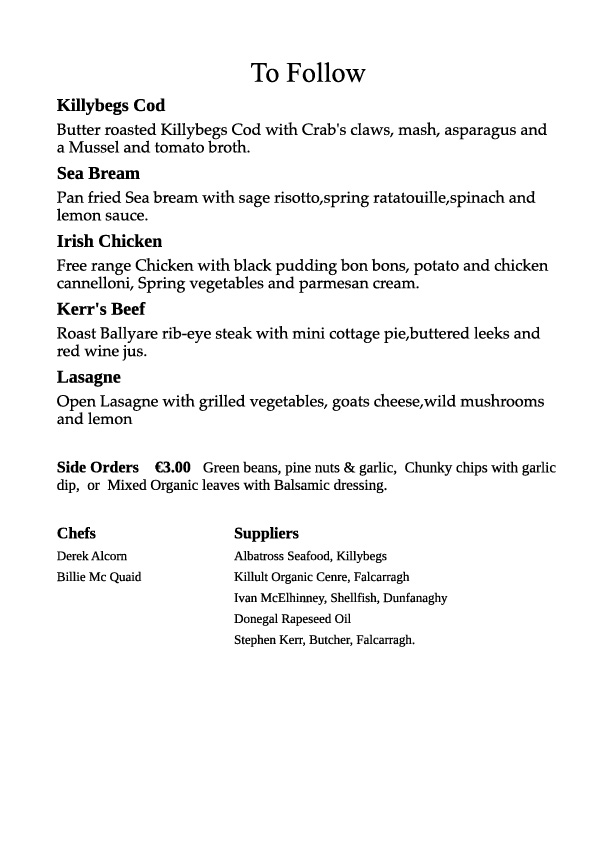 To Follow
Killybegs Cod
Butter roasted Killybegs Cod with Crab's claws, mash, asparagus and
a Mussel and tomato broth.
Sea Bream
Pan fried Sea bream with sage risotto,spring ratatouille,spinach and
lemon sauce.
Irish Chicken
Free range Chicken with black pudding bon bons, potato and chicken
cannelloni, Spring vegetables and parmesan cream.
Kerr's Beef
Roast Ballyare rib-eye steak with mini cottage pie,buttered leeks and
red wine jus.
Lasagne
Open Lasagne with grilled vegetables, goats cheese,wild mushrooms
and lemon
Side Orders €3.00 Green beans, pine nuts & garlic, Chunky chips with garlic
dip, or Mixed Organic leaves with Balsamic dressing.
Chefs
Derek Alcorn
Billie Mc Quaid
Suppliers
Albatross Seafood, Killybegs
Killult Organic Cenre, Falcarragh
Ivan McElhinney, Shellfish, Dunfanaghy
Donegal Rapeseed Oil
Stephen Kerr, Butcher, Falcarragh.